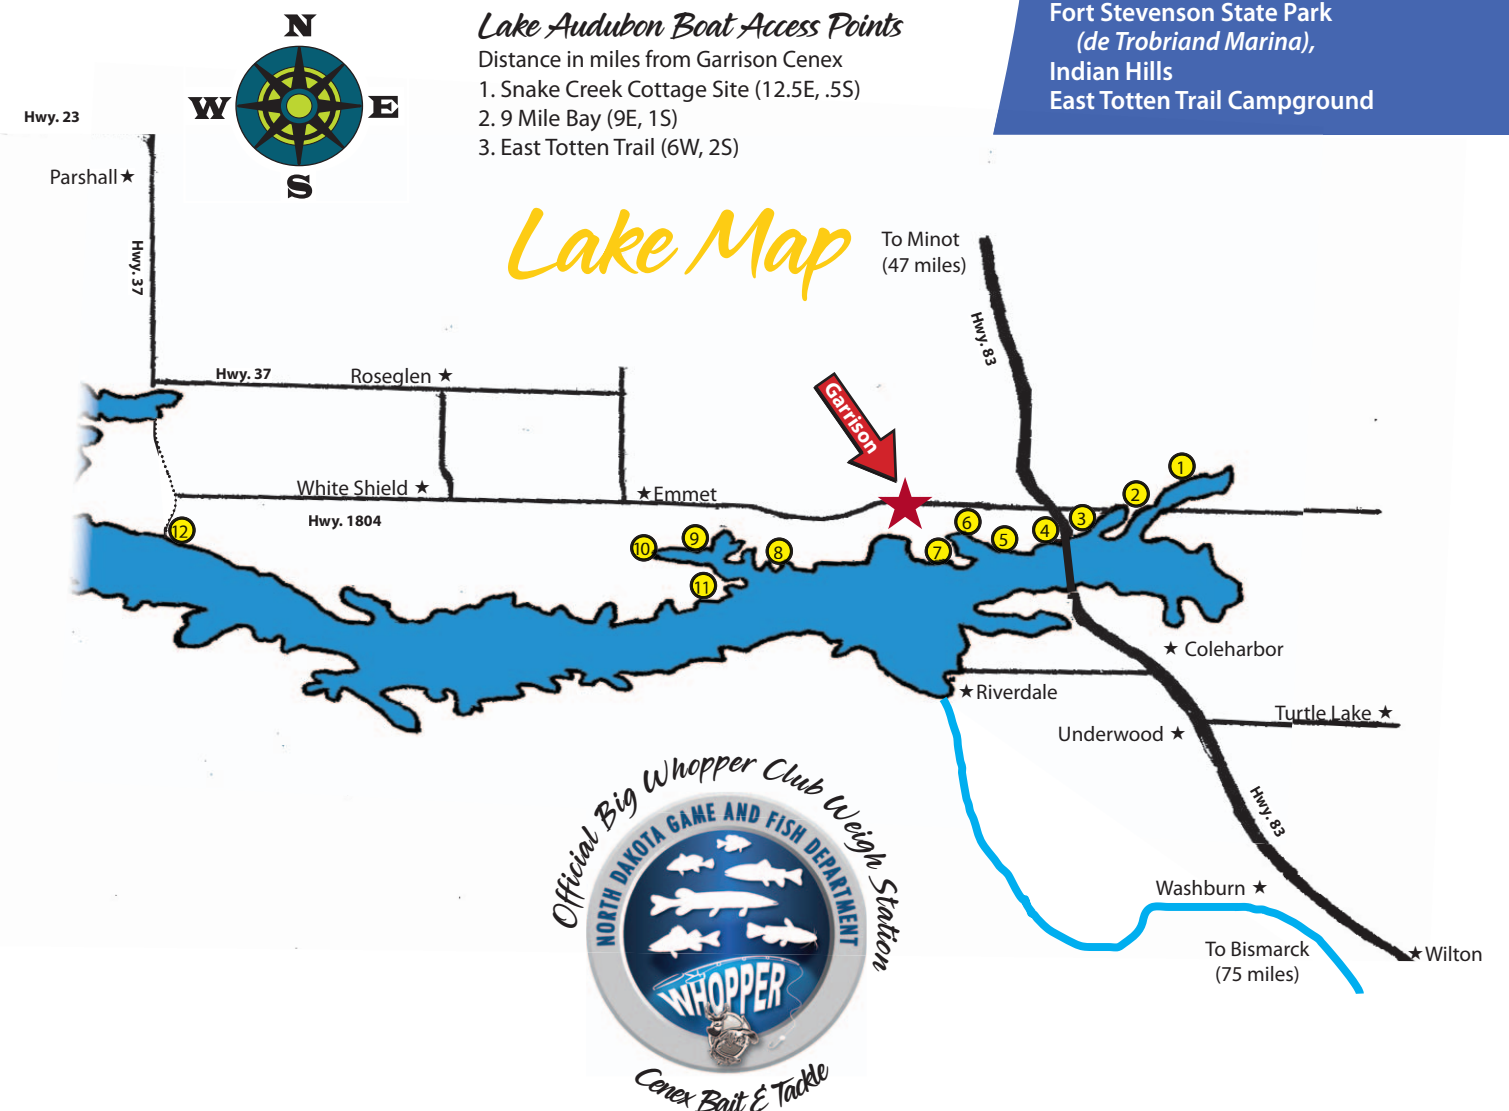 N
W
E
S
Lake Audubon Boat Access Points
Distance in miles from Garrison Cenex
1. Snake Creek Cottage Site (12.5E, .5S)
2. 9 Mile Bay (9E, 1S)
3. East Totten Trail (6W, 2S)
Fort Stevenson State Park
(de Trobriand Marina),
Indian Hills
East Totten Trail Campground
Hwy. 23
Parshall
Hwy. 37
Lake Map
To Minot
(47 miles)
Hwy. 83
Hwy. 37
Roseglen
Garrison
White Shield
Emmet
Hwy. 1804
1
2
3
4
5
6
7
8
9
10
11
12
Coleharbor
Riverdale
Turtle Lake
Underwood
Hwy. 83
Washburn
To Bismarck
(75 miles)
Wilton
Official Big Whopper Club Weigh Station
NORTH DAKOTA GAME AND FISH DEPARTMENT
WHOPPER
Cenex Bait & Tackle